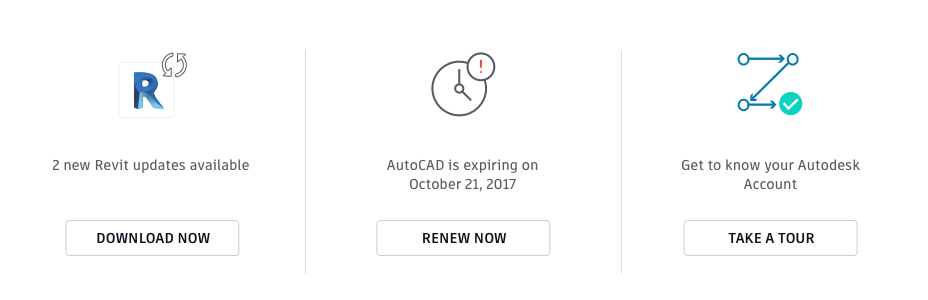 2 new Revit updates available
DOWNLOAD NOW
AutoCAD is expiring on
October 21, 2017
RENEW NOW
Get to know your Autodesk
Account
TAKE A TOUR